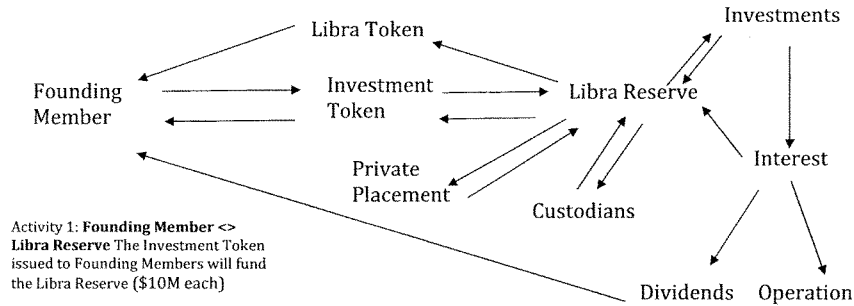 Investments
Libra Token
Founding
Member
Investment
Token
Libra Reserve
Interest
Private
Placement
Custodians
Activity 1: Founding Member <>
Libra Reserve The Investment Token
issued to Founding Members will fund
the Libra Reserve ($10M each)
Dividends
Operation